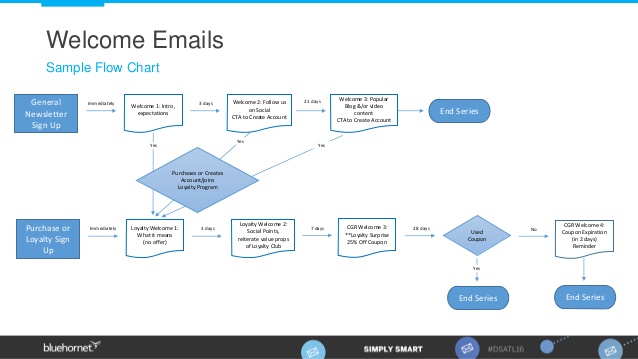 Welcome Emails
Sample Flow Chart
General
Newsletter
Sign Up
Immediately
Welcome 1: Intro,
expectations
3 days
Welcome 2: Follow us
on Social
CTA to Create Account
21 days
Welcome 3: Popular
Blog &/or video
content
CTA to Create Account
End Series
Yes
Yes
Yes
Purchases or Creates
Account/joins
Loyalty Program
Purchase or
Loyalty Sign
Up
Immediately
Loyalty Welcome 1:
What it means
(no offer)
3 days
Loyalty Welcome 2:
Social Points,
reiterate value props
of Loyalty Club
7 days
CGR Welcome 3:
**Loyalty Surprise
25% Off Coupon
28 days
Used
Coupon
No
CGR Welcome 4:
Coupon Expiration
(in 2 days)
Reminder
Yes
End Series
End Series
bluehornet
SIMPLY SMART
#DSATL16